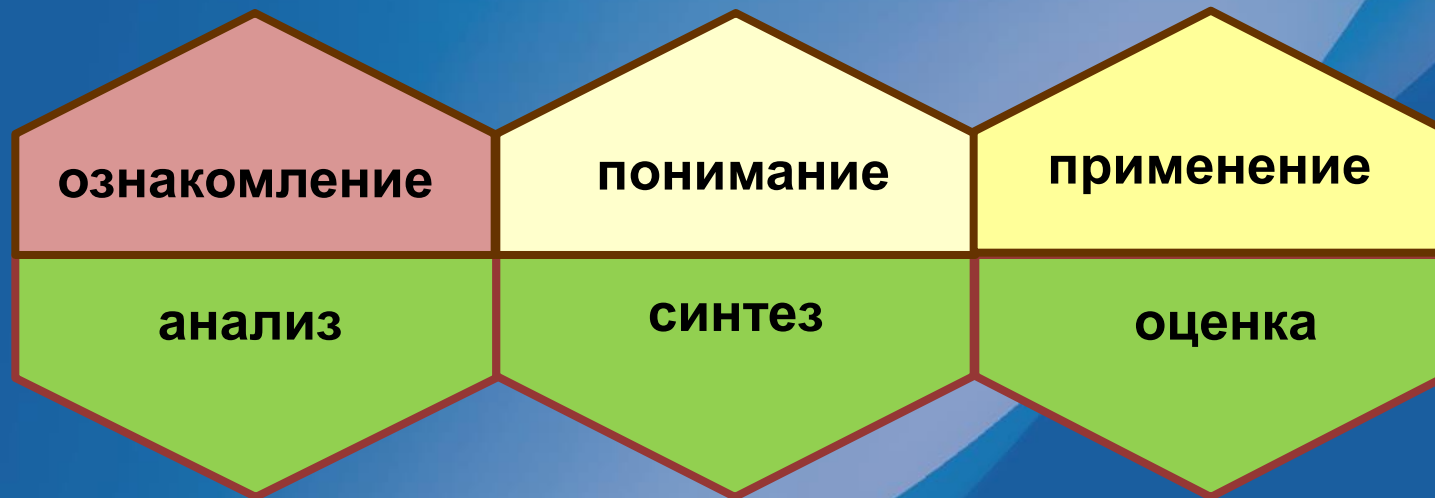 ознакомление
понимание
применение
анализ
синтез
оценка